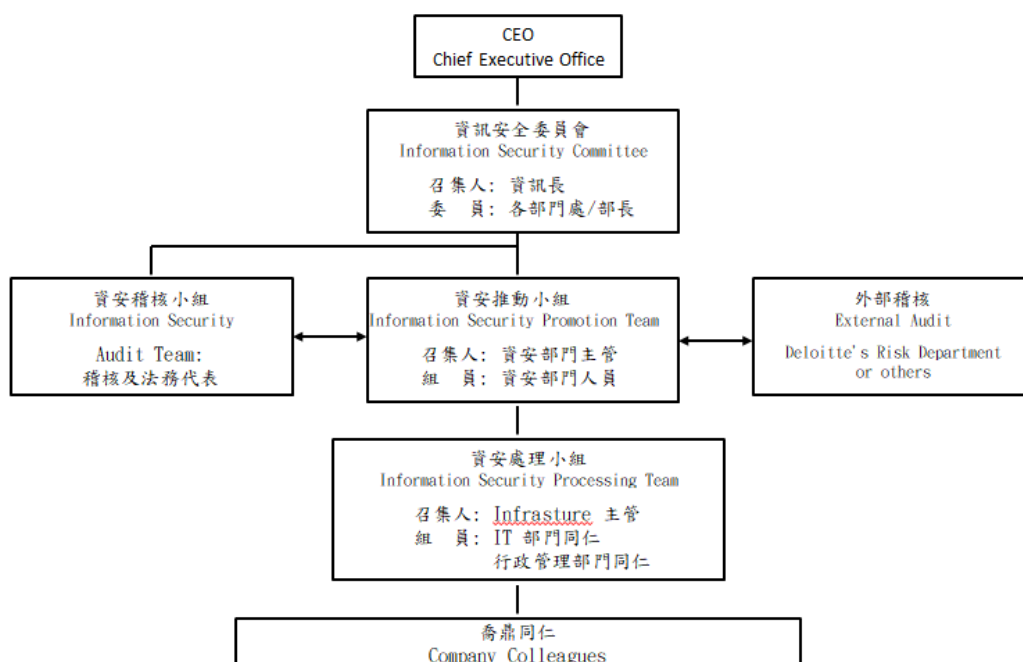 CEO
Chief Executive Office
資訊安全委員會
Information Security Committee
召集人: 資訊長
委 員: 各部門處/部長
資安稽核小組
Information Security
Audit Team:
稽核及法務代表
資安推動小組
Information Security Promotion Team
召集人: 資安部門主管
組 員: 資安部門人員
外部稽核
External Audit
Deloitte's Risk Department
or others
資安處理小組
Information Security Processing Team
召集人: Infrasture 主管
組 員: IT 部門同仁
行政管理部門同仁
喬鼎同仁
Company Colleagues